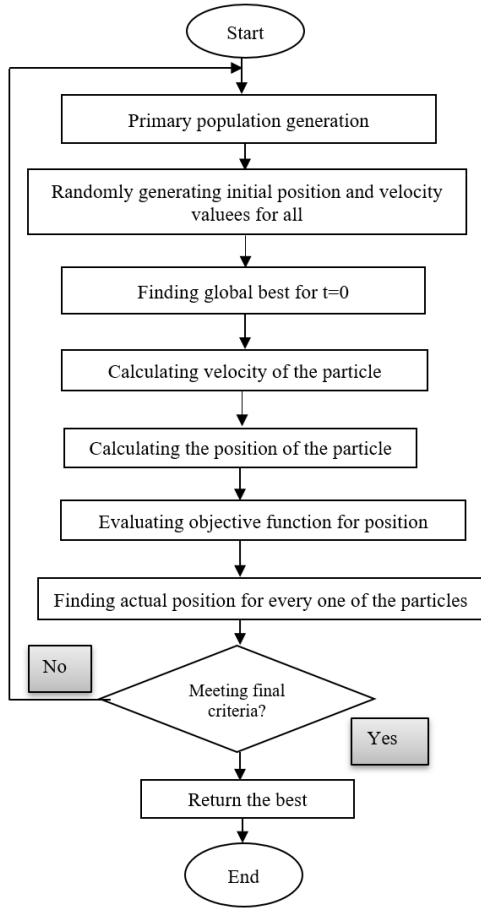 Start
Primary population generation
Randomly generating initial position and velocity
valuees for all
Finding global best for t=0
Calculating velocity of the particle
Calculating the position of the particle
Evaluating objective function for position
Finding actual position for every one of the particles
No
Meeting final
criteria?
Yes
Return the best
End